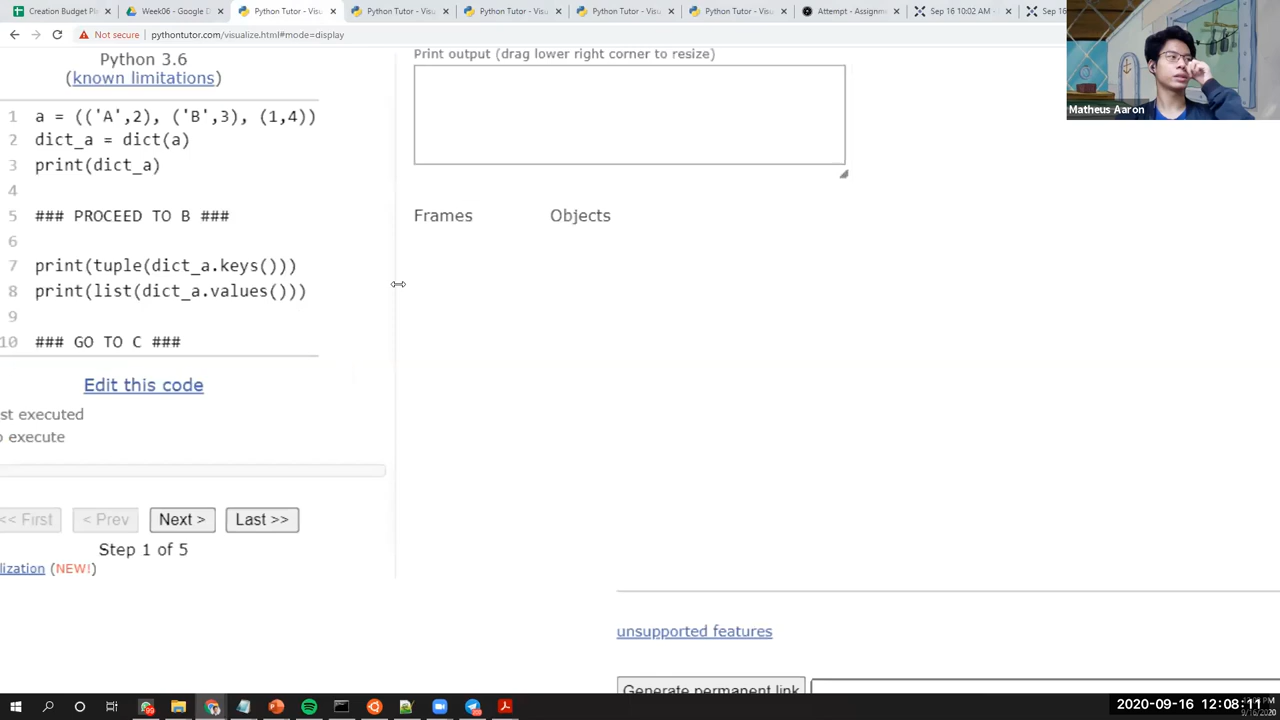 Creation Budget Pl
Week06 - Google D
Python Tutor - Visu
Python Tutor - Visu
Python Tutor - Visu
Python Tutor - Visu
Python Tutor - Visu
Attempt - Assignme
Sep 16 10:02 AM
Sep 16
Not secure | pythontutor.com/visualize.html#mode=display
Matheus Aaron
Python 3.6
(known limitations)
1 a = (('A',2), ('B',3), (1,4))
2 dict_a = dict(a)
3 print(dict_a)
4
5 ### PROCEED TO B ###
6
7 print(tuple(dict_a.keys()))
8 print(list(dict_a.values()))
9
10 ### GO TO C ###
Edit this code
st executed
o execute
<< First < Prev Next > Last >>
Step 1 of 5
lization (NEW!)
Print output (drag lower right corner to resize)
Frames Objects
unsupported features
Generate permanent link
2020-09-16 12:08:11